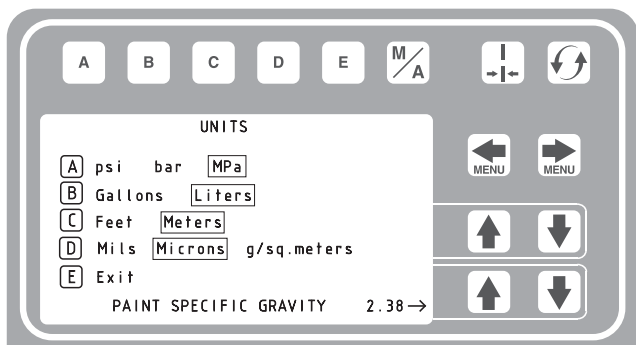 A B C D E M/A
UNITS
A psi bar MPa
MENU MENU
B Gallons Liters
C Feet Meters
D Mils Microns g/sq.meters
E Exit
PAINT SPECIFIC GRAVITY 2.38→